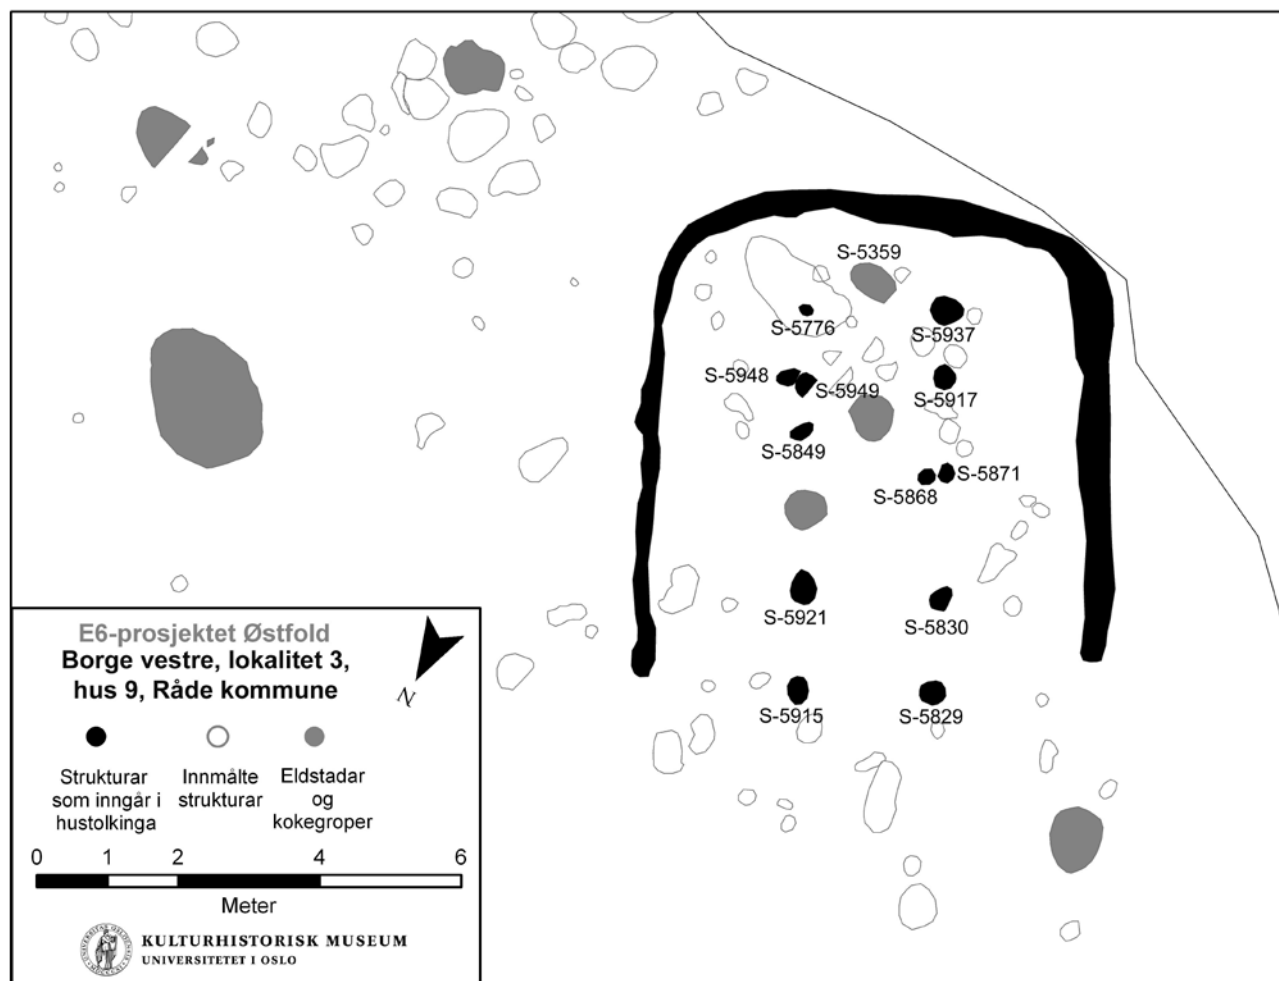 S-5359
S-5776
S-5937
S-5948
S-5949
S-5917
S-5849
S-5871
S-5868
S-5921
S-5830
S-5915
S-5829
E6-prosjektet Østfold
Borge vestre, lokalitet 3,
hus 9, Råde kommune
N
Strukturar
som inngår i
hustolkinga
Innmålte
strukturar
Eldstadar
og
kokegroper
0 1 2 4 6
Meter
KULTURHISTORISK MUSEUM
UNIVERSITETET I OSLO